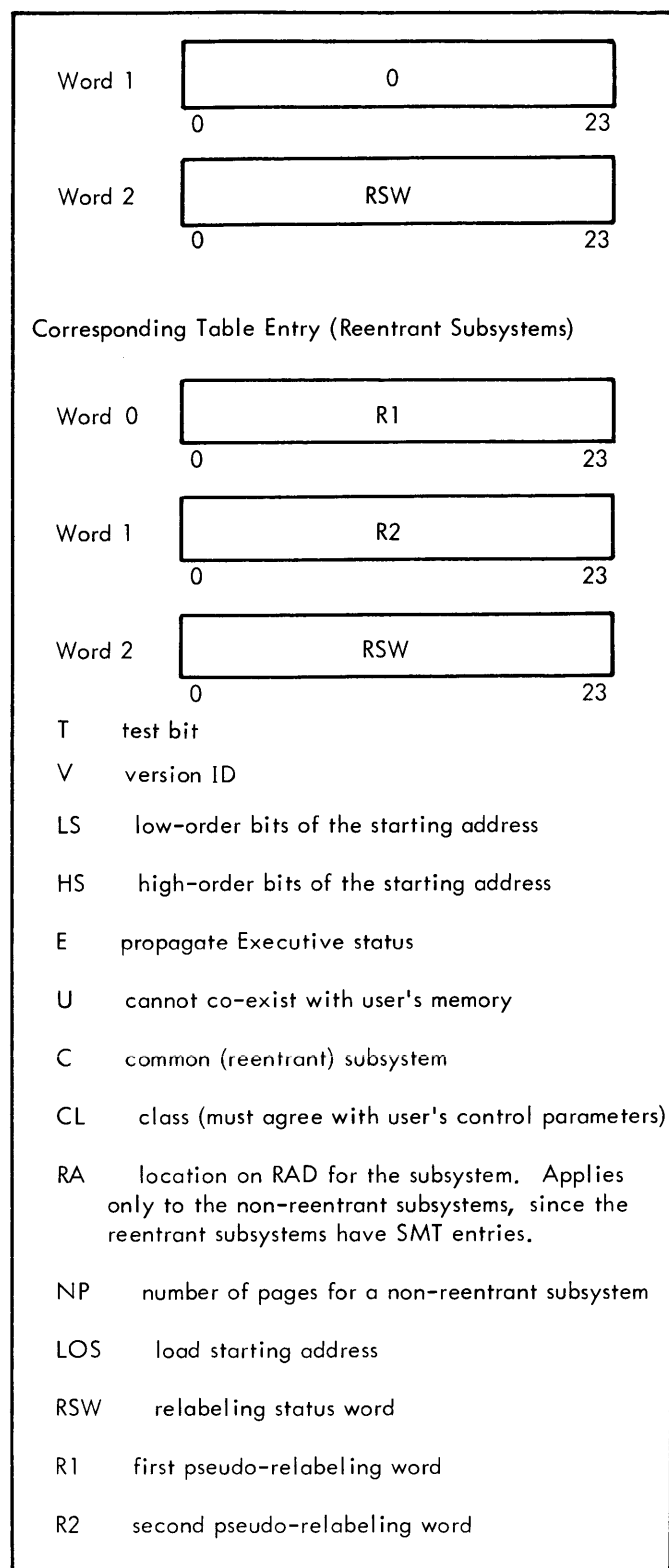 Word 1 0
0 23
Word 2 RSW
0 23
Corresponding Table Entry (Reentrant Subsystems)
Word 0 R1
0 23
Word 1 R2
0 23
Word 2 RSW
0 23
T test bit
V version ID
LS low-order bits of the starting address
HS high-order bits of the starting address
E propagate Executive status
U cannot co-exist with user's memory
C common (reentrant) subsystem
CL class (must agree with user's control parameters)
RA location on RAD for the subsystem. Applies
only to the non-reentrant subsystems, since the
reentrant subsystems have SMT entries.
NP number of pages for a non-reentrant subsystem
LOS load starting address
RSW relabeling status word
R1 first pseudo-relabeling word
R2 second pseudo-relabeling word